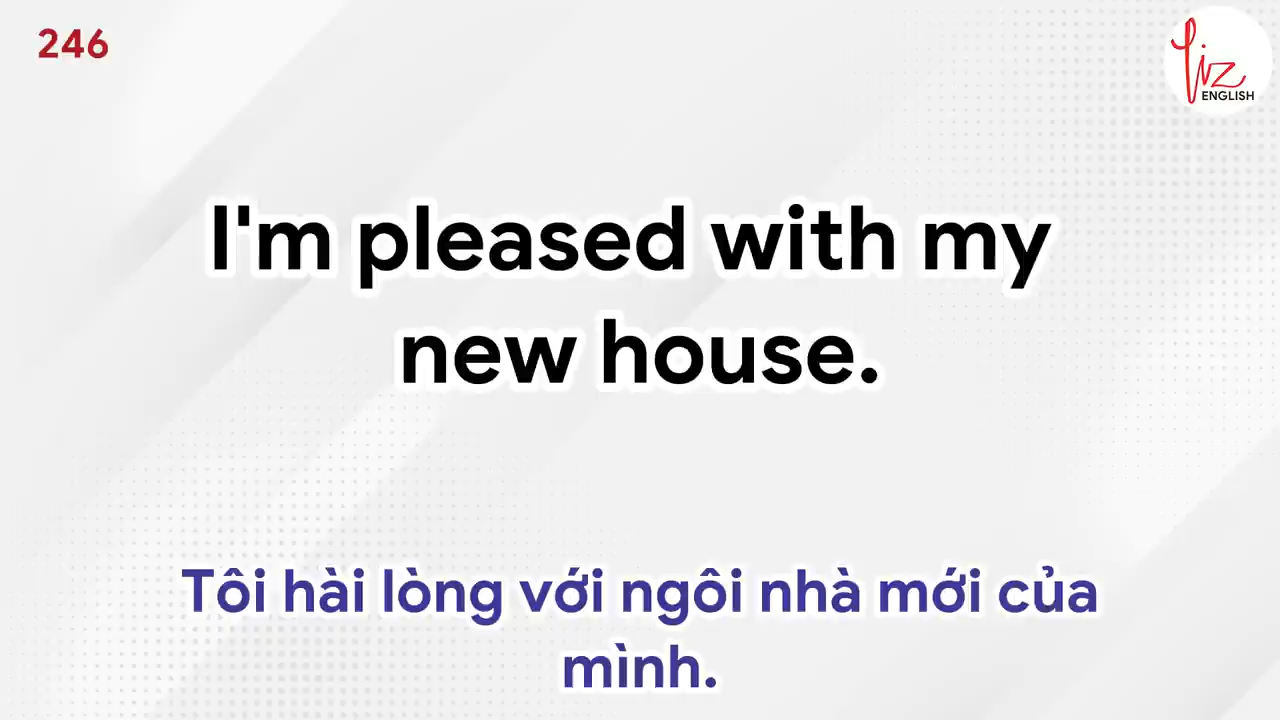 246
Liz
ENGLISH
I'm pleased with my
new house.
Tôi hài lòng với ngôi nhà mới của
mình.